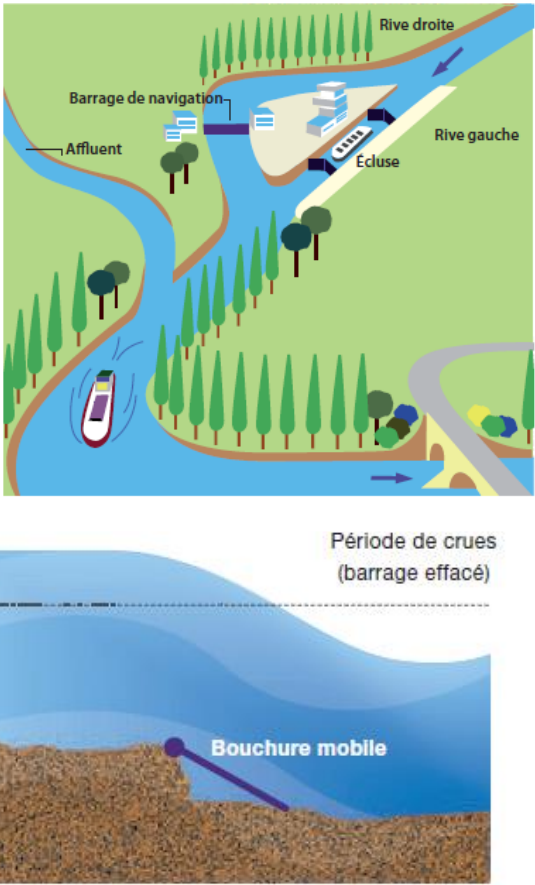 Rive droite
Barrage de navigation
Rive gauche
Affluent
Écluse
Période de crues
(barrage effacé)
Bouchure mobile